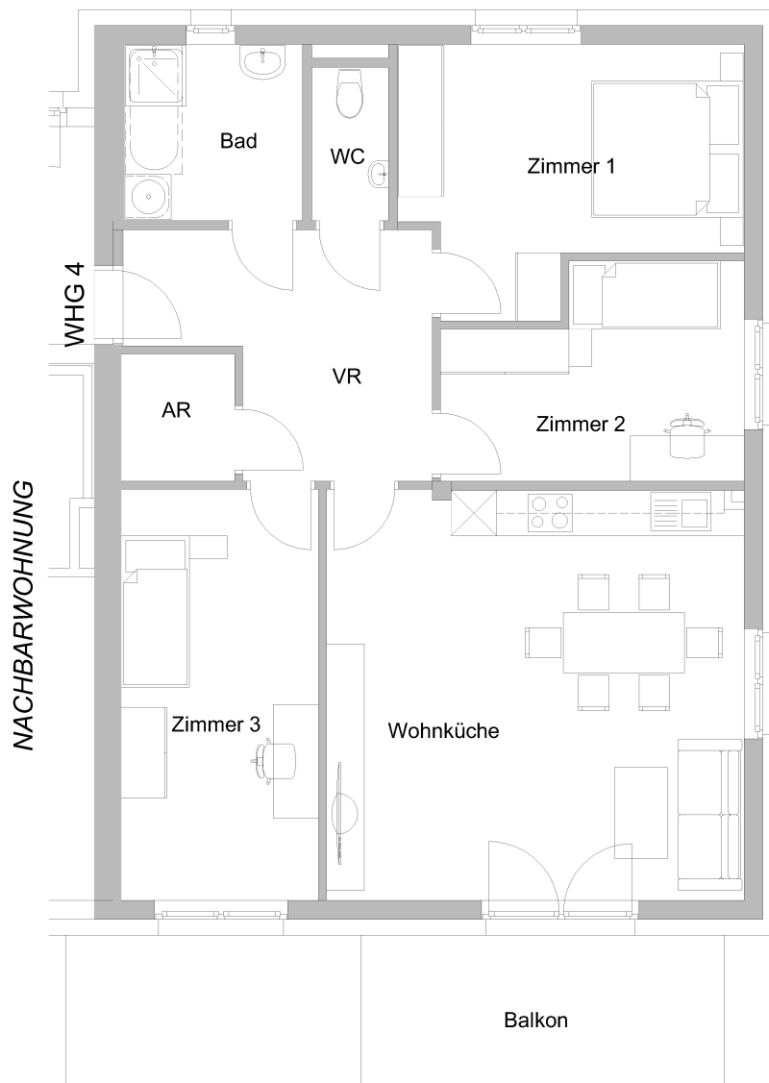 Bad
WC
Zimmer 1
WHG 4
VR
AR
Zimmer 2
NACHBARWOHNUNG
Zimmer 3
Wohnküche
Balkon